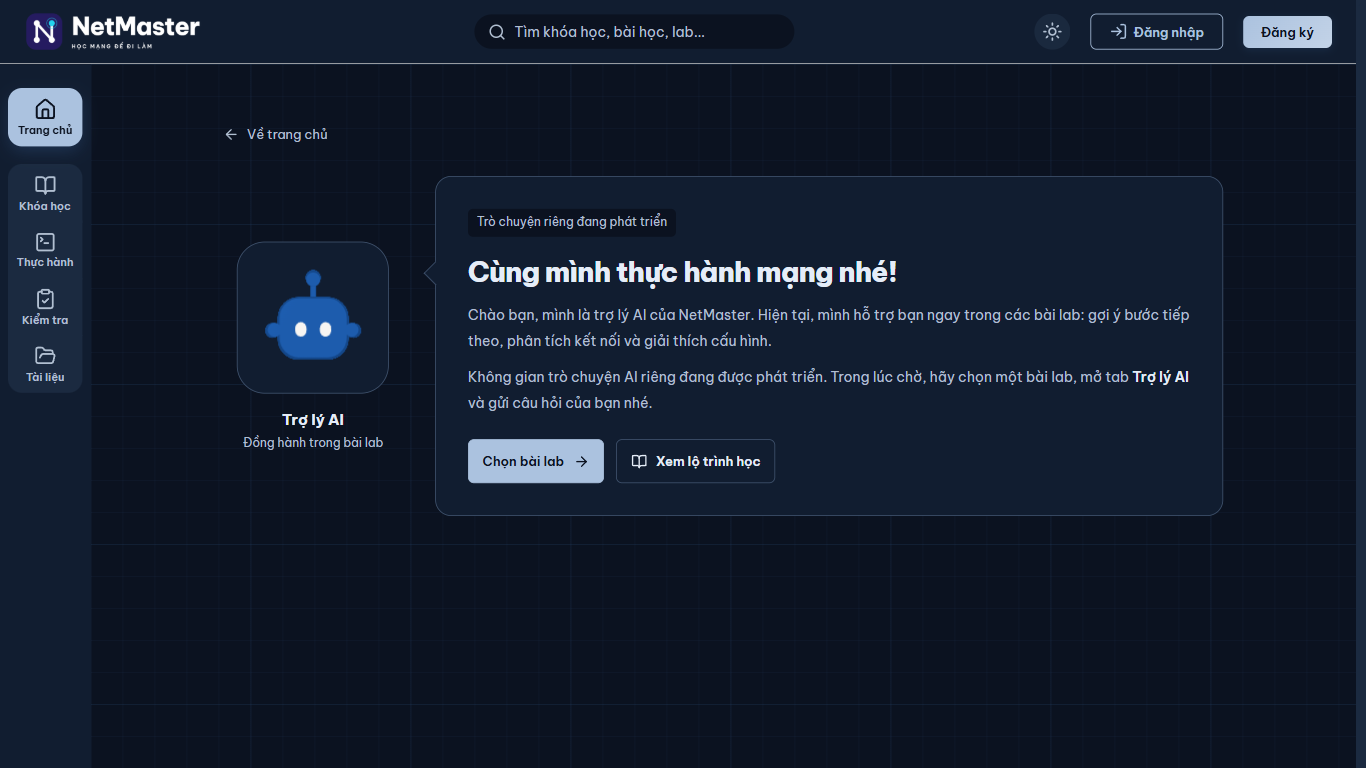 NetMaster
HỌC MẠNG ĐỂ ĐI LÀM
Tìm khóa học, bài học, lab...
Đăng nhập
Đăng ký
Trang chủ
Khóa học
Thực hành
Kiểm tra
Tài liệu
Về trang chủ
Trợ lý AI
Đồng hành trong bài lab
Trò chuyện riêng đang phát triển
Cùng mình thực hành mạng nhé!
Chào bạn, mình là trợ lý AI của NetMaster. Hiện tại, mình hỗ trợ bạn ngay trong các bài lab: gợi ý bước tiếp
theo, phân tích kết nối và giải thích cấu hình.
Không gian trò chuyện AI riêng đang được phát triển. Trong lúc chờ, hãy chọn một bài lab, mở tab Trợ lý AI
và gửi câu hỏi của bạn nhé.
Chọn bài lab
Xem lộ trình học